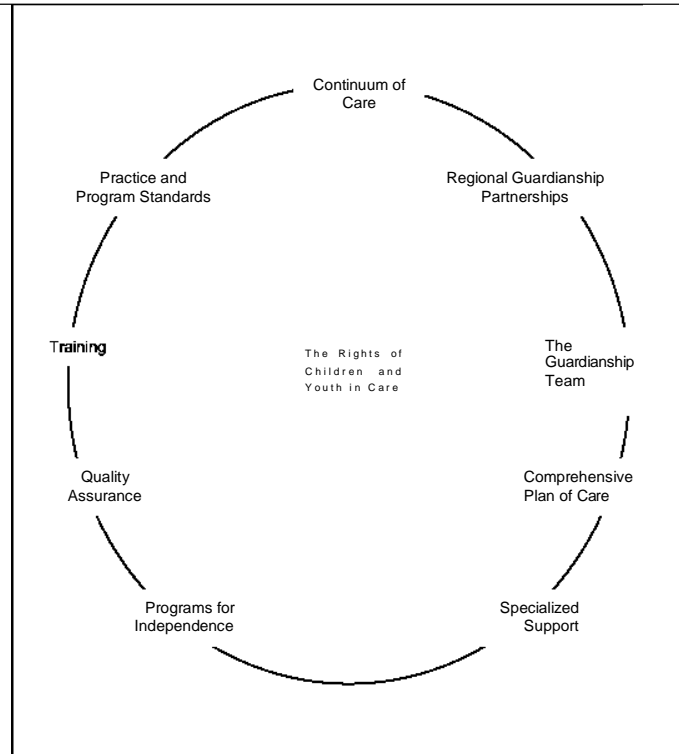 Continuum of
Care
Practice and
Program Standards
Regional Guardianship
Partnerships
Training
The Rights of
Children and
Youth in Care
The
Guardianship
Team
Quality
Assurance
Comprehensive
Plan of Care
Programs for
Independence
Specialized
Support